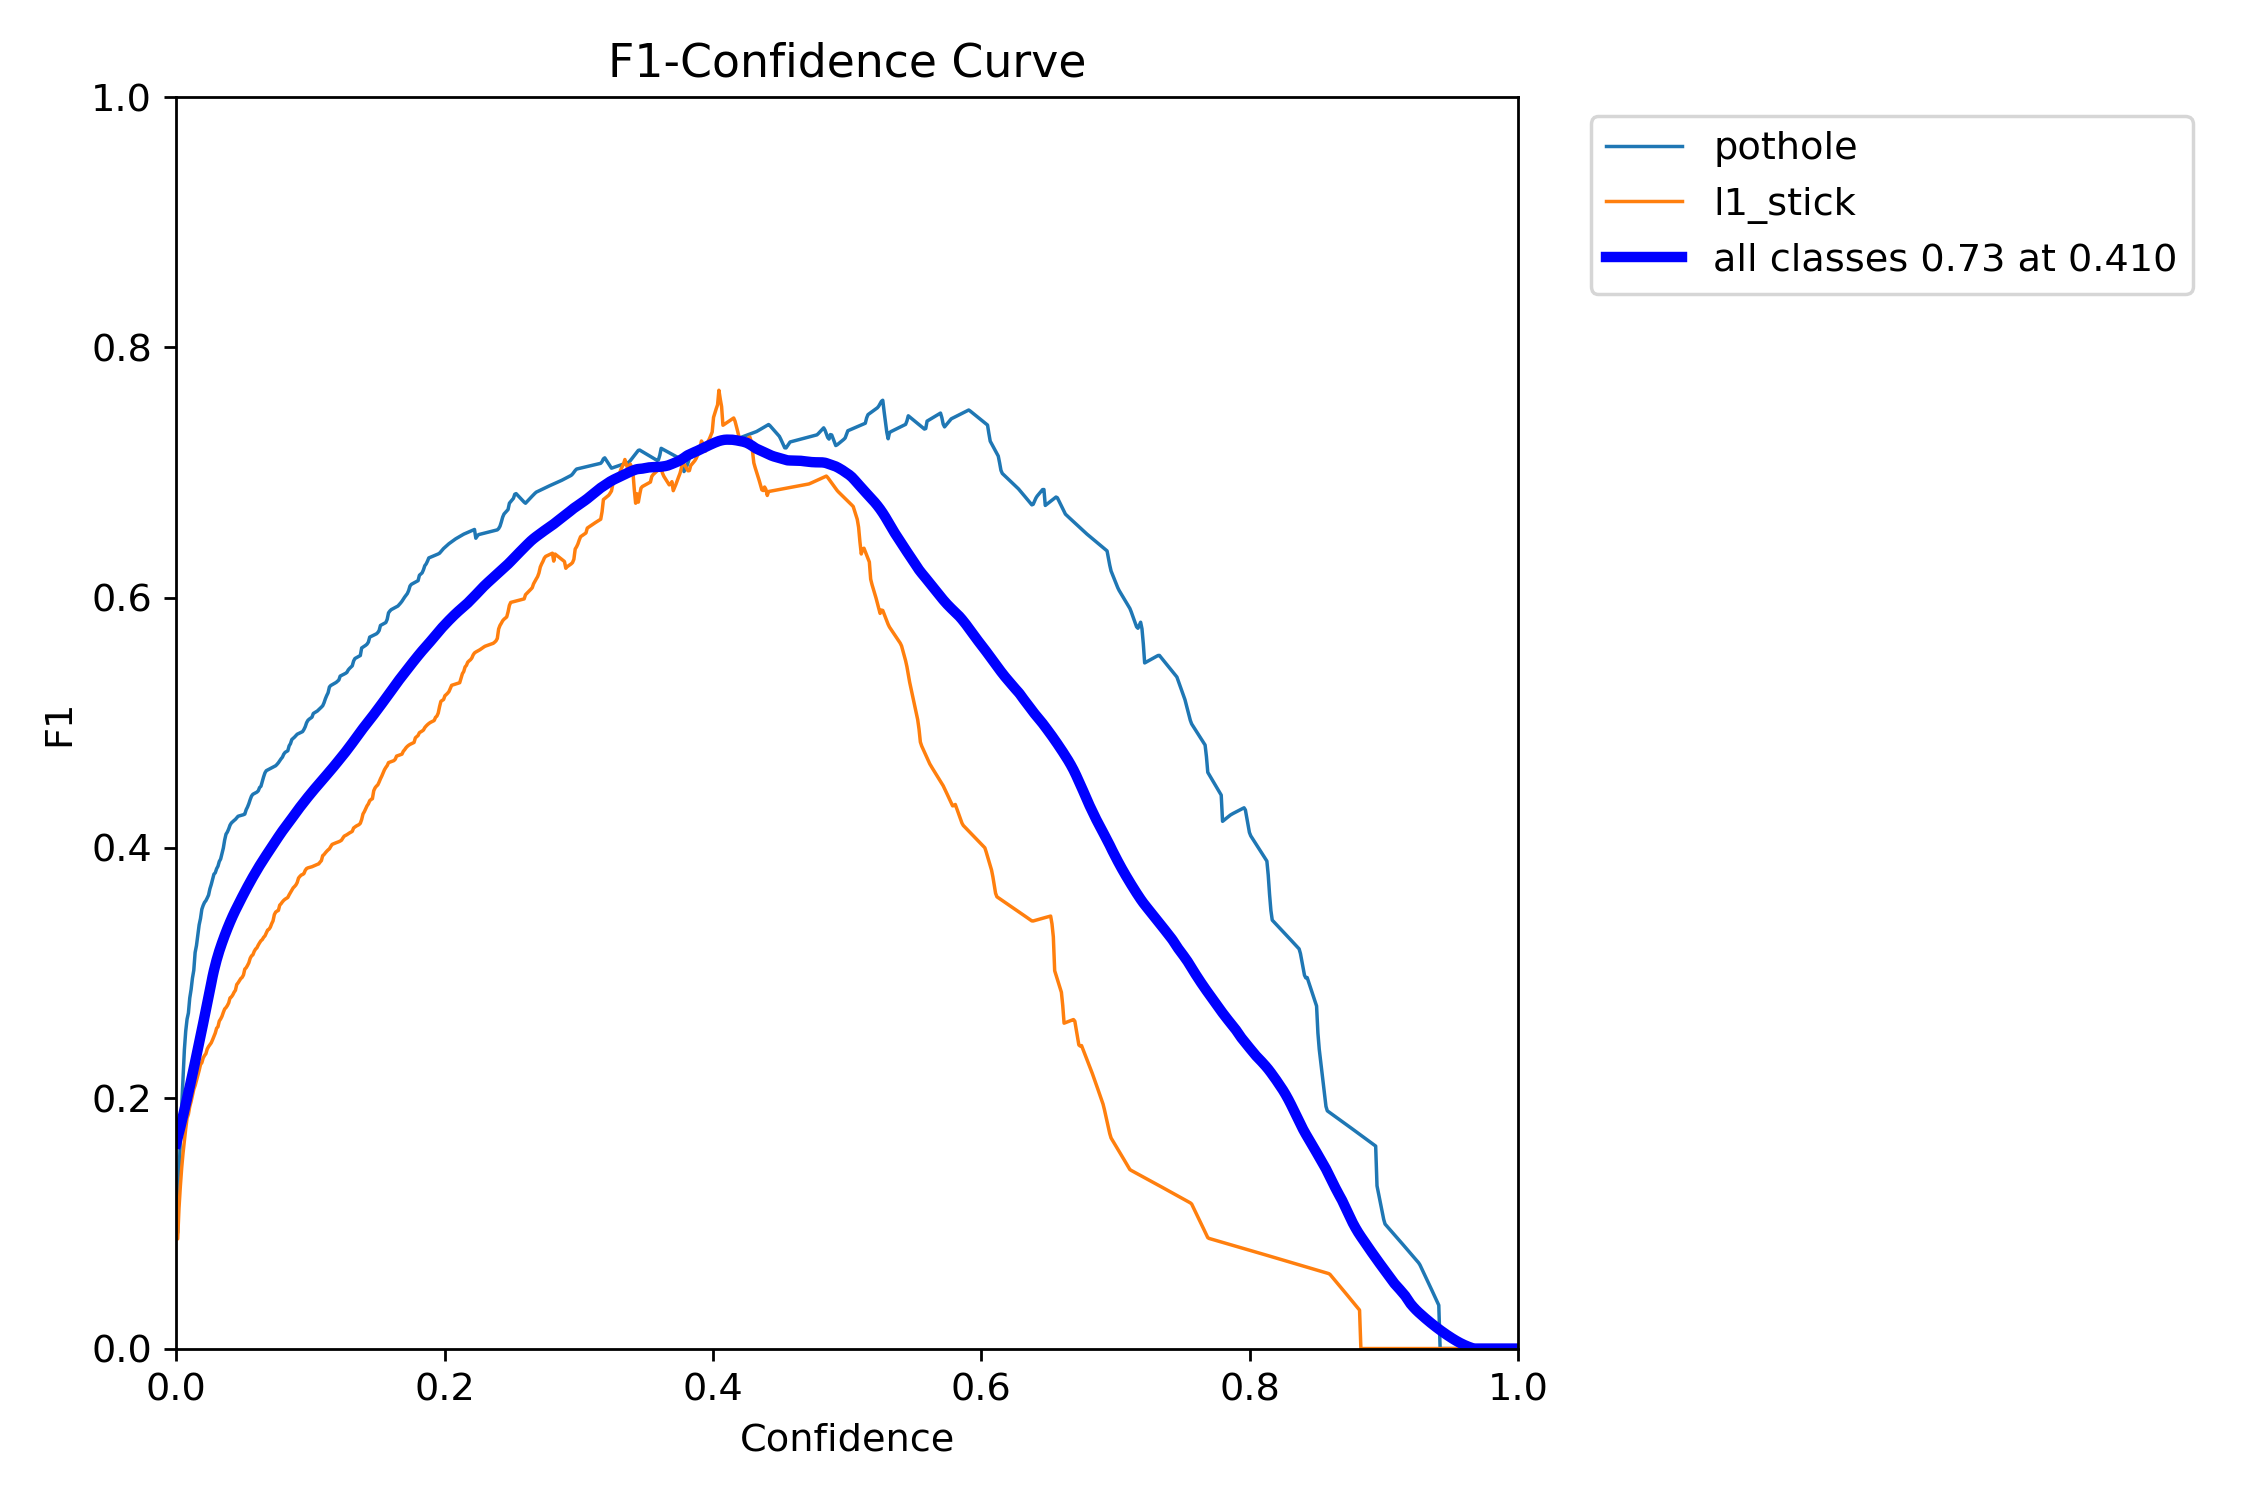 F1-Confidence Curve
1.0
0.8
0.6
0.4
0.2
0.0
F1
0.0 0.2 0.4 0.6 0.8 1.0
Confidence
pothole
l1_stick
all classes 0.73 at 0.410